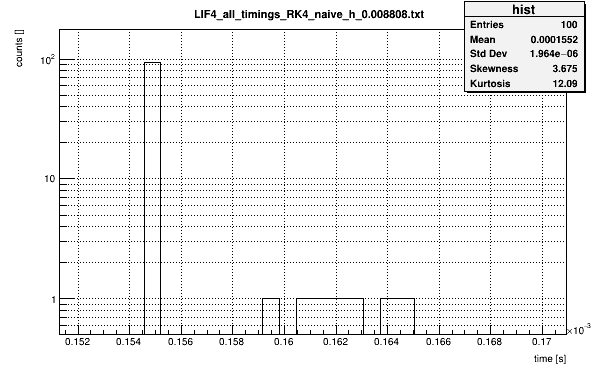 LIF4_all_timings_RK4_naive_h_0.008808.txt
hist
Entries 100
Mean 0.0001552
Std Dev 1.964e−06
Skewness 3.675
Kurtosis 12.09
counts []
10²
10
1
0.152 0.154 0.156 0.158 0.16 0.162 0.164 0.166 0.168 0.17
×10⁻³
time [s]